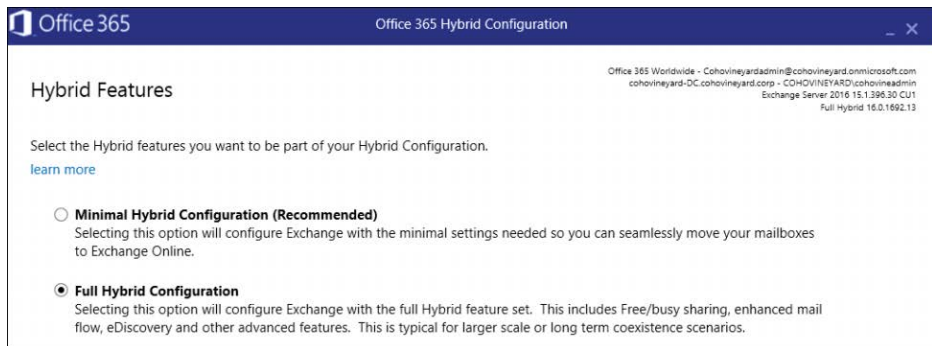 Office 365
Office 365 Hybrid Configuration
Hybrid Features
Office 365 Worldwide - Cohovineyardadmin@cohovineyard.onmicrosoft.com
cohovineyard-DC.cohovineyard.corp - COHOVINEYARD\cohovineadmin
Exchange Server 2016 15.1.396.30 CU1
Full Hybrid 16.0.1692.13
Select the Hybrid features you want to be part of your Hybrid Configuration.
learn more
Minimal Hybrid Configuration (Recommended)
Selecting this option will configure Exchange with the minimal settings needed so you can seamlessly move your mailboxes
to Exchange Online.
Full Hybrid Configuration
Selecting this option will configure Exchange with the full Hybrid feature set. This includes Free/busy sharing, enhanced mail
flow, eDiscovery and other advanced features. This is typical for larger scale or long term coexistence scenarios.